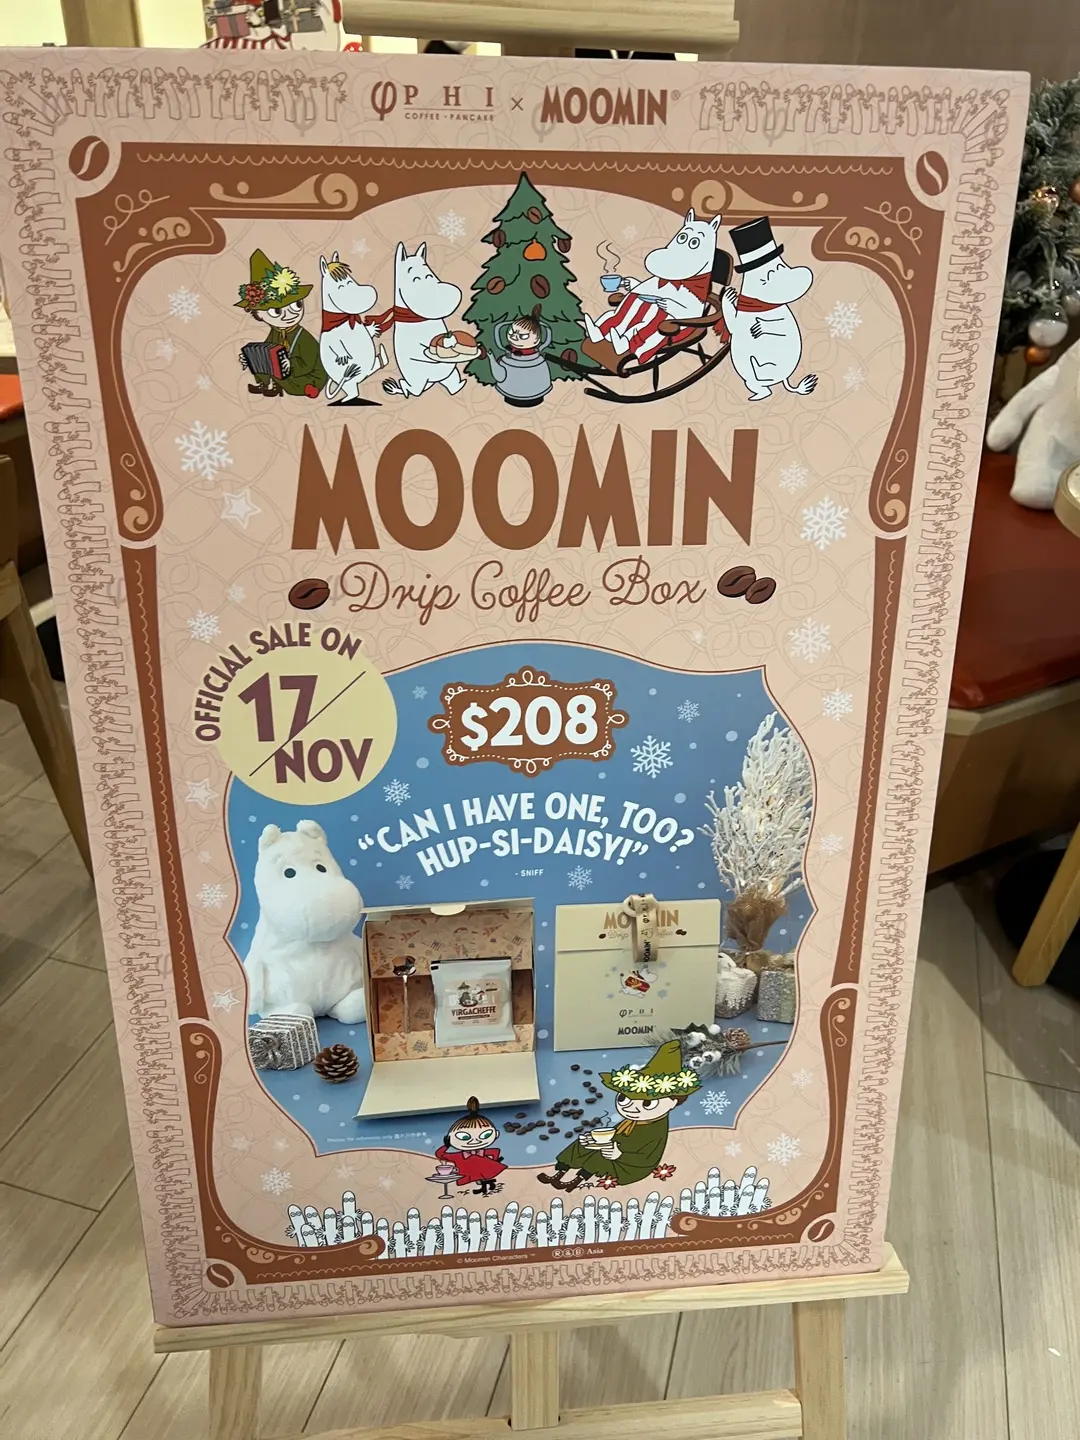 PHI × MOOMIN®
COFFEE · PANCAKE
MOOMIN
Drip Coffee Box
OFFICIAL SALE ON
17/
NOV
$208
“CAN I HAVE ONE, TOO?
HUP-SI-DAISY!”
- SNIFF
MOOMIN
YIRGACHEFFE
PHI
MOOMIN
© Moomin Characters™ R&B Asia